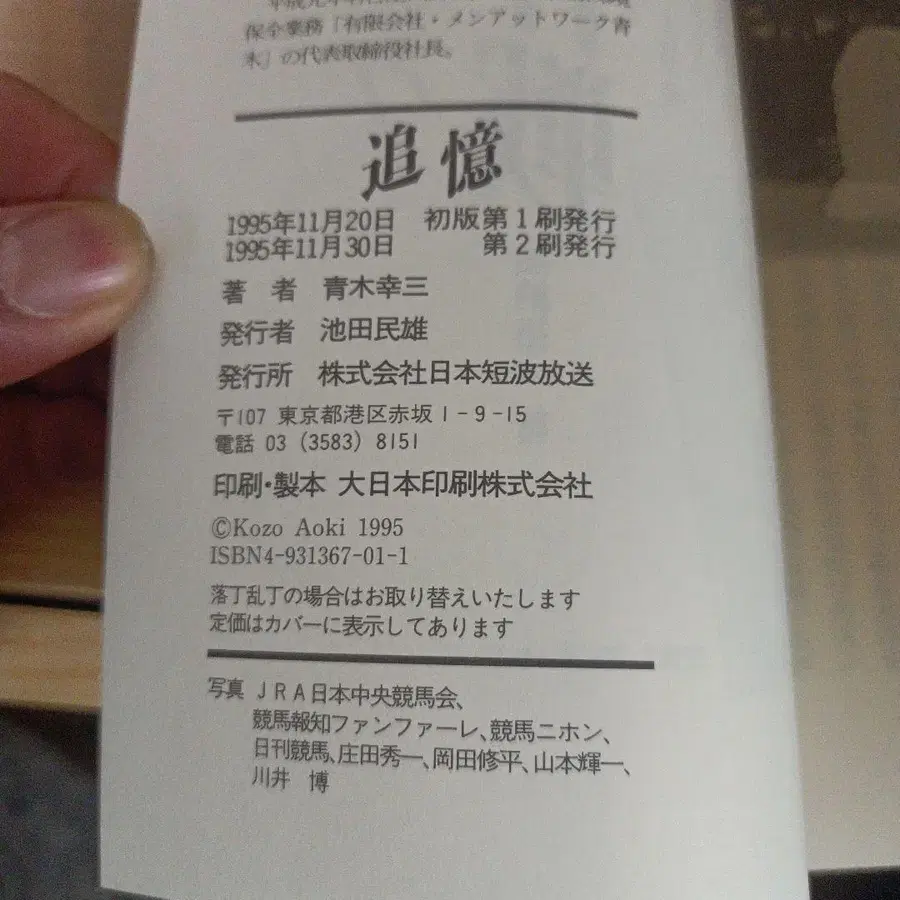 保全業務「有限会社・メンアットワーク青
木」の代表取締役社長。
追憶
1995年11月20日 初版第1刷発行
1995年11月30日 第2刷発行
著 者 青木幸三
発行者 池田民雄
発行所 株式会社日本短波放送
〒107 東京都港区赤坂1-9-15
電話 03 (3583) 8151
印刷・製本 大日本印刷株式会社
©Kozo Aoki 1995
ISBN4-931367-01-1
落丁乱丁の場合はお取り替えいたします
定価はカバーに表示してあります
写真 JRA日本中央競馬会、
競馬報知ファンファーレ、競馬ニホン、
日刊競馬、庄田秀一、岡田修平、山本輝一、
川井 博